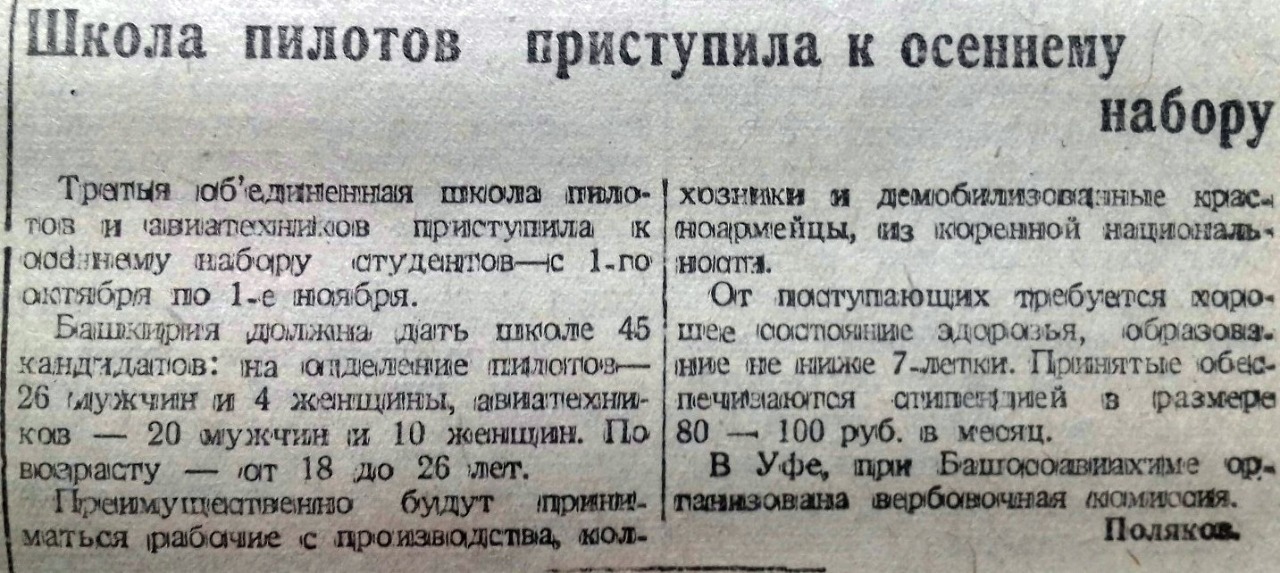 Школа пилотов приступила к осеннему
набору
Третья об'единенная школа пило-
тов и авиатехников приступила к
осеннему набору студентов—с 1-го
октября по 1-е ноября.
Башкирия должна дать школе 45
кандидатов: на отделение пилотов—
26 мужчин и 4 женщины, авиатехни-
ков — 20 мужчин и 10 женщин. По
возрасту — от 18 до 26 лет.
Преимущественно будут прини-
маться рабочие с производства, кол-
хозники и демобилизованные крас-
ноармейцы, из коренной националь-
ности.
От поступающих требуется хоро-
шее состояние здоровья, образова-
ние не ниже 7-летки. Принятые обес-
печиваются стипендией в размере
80 — 100 руб. в месяц.
В Уфе, при Башосоавиахиме ор-
ганизована вербовочная комиссия.
Поляков.